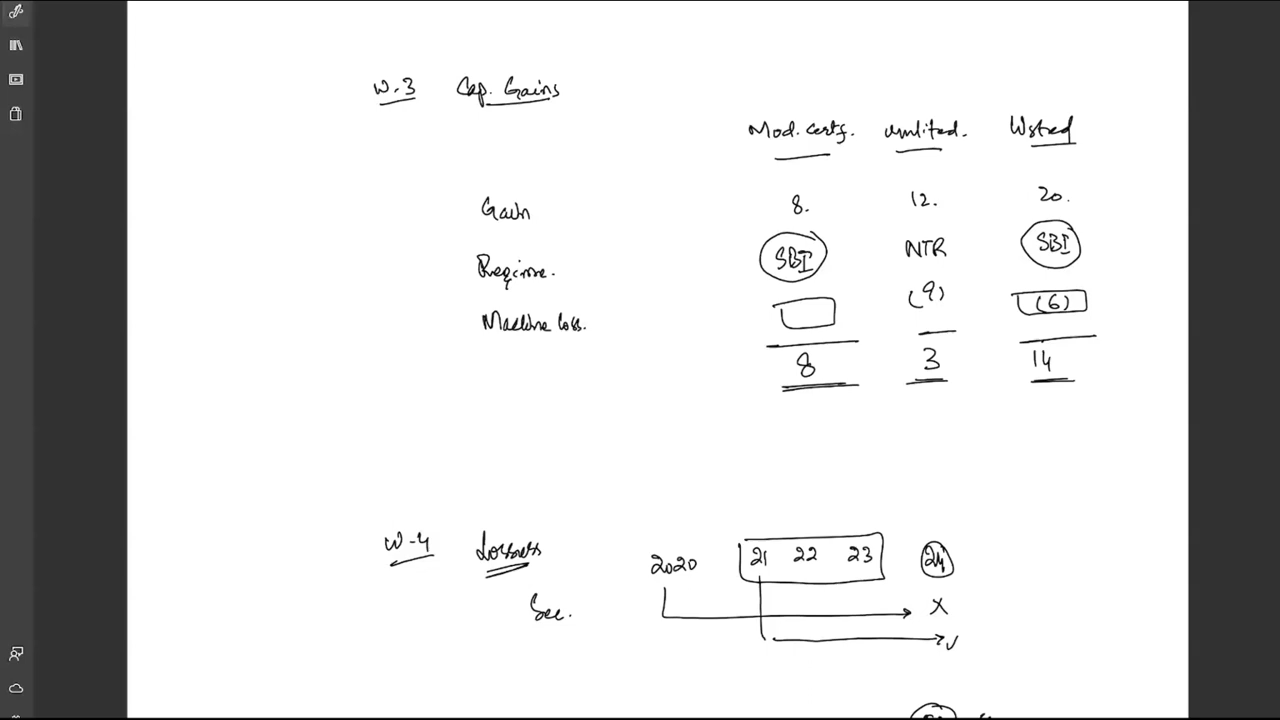 W-3 Cap. Gains
Mod. certf. unlisted. Wsted
Gain 8. 12. 20.
Regime. SBI NTR SBI
Machine loss. (9) (6)
8 3 14
W-4 Losses 2020 21 22 23 24
Sec. X
✓